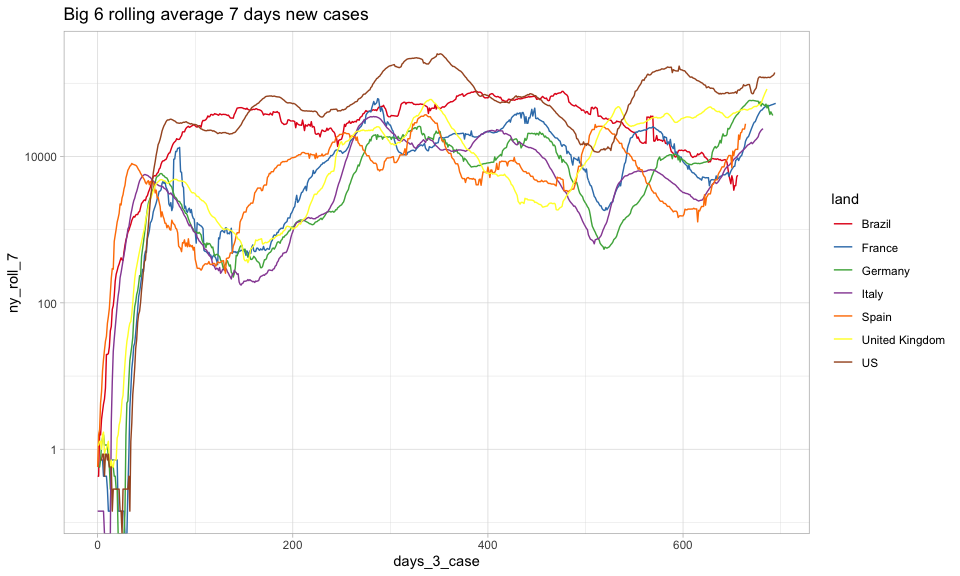 Big 6 rolling average 7 days new cases
ny_roll_7
10000
100
1
0
200
400
600
days_3_case
land
Brazil
France
Germany
Italy
Spain
United Kingdom
US